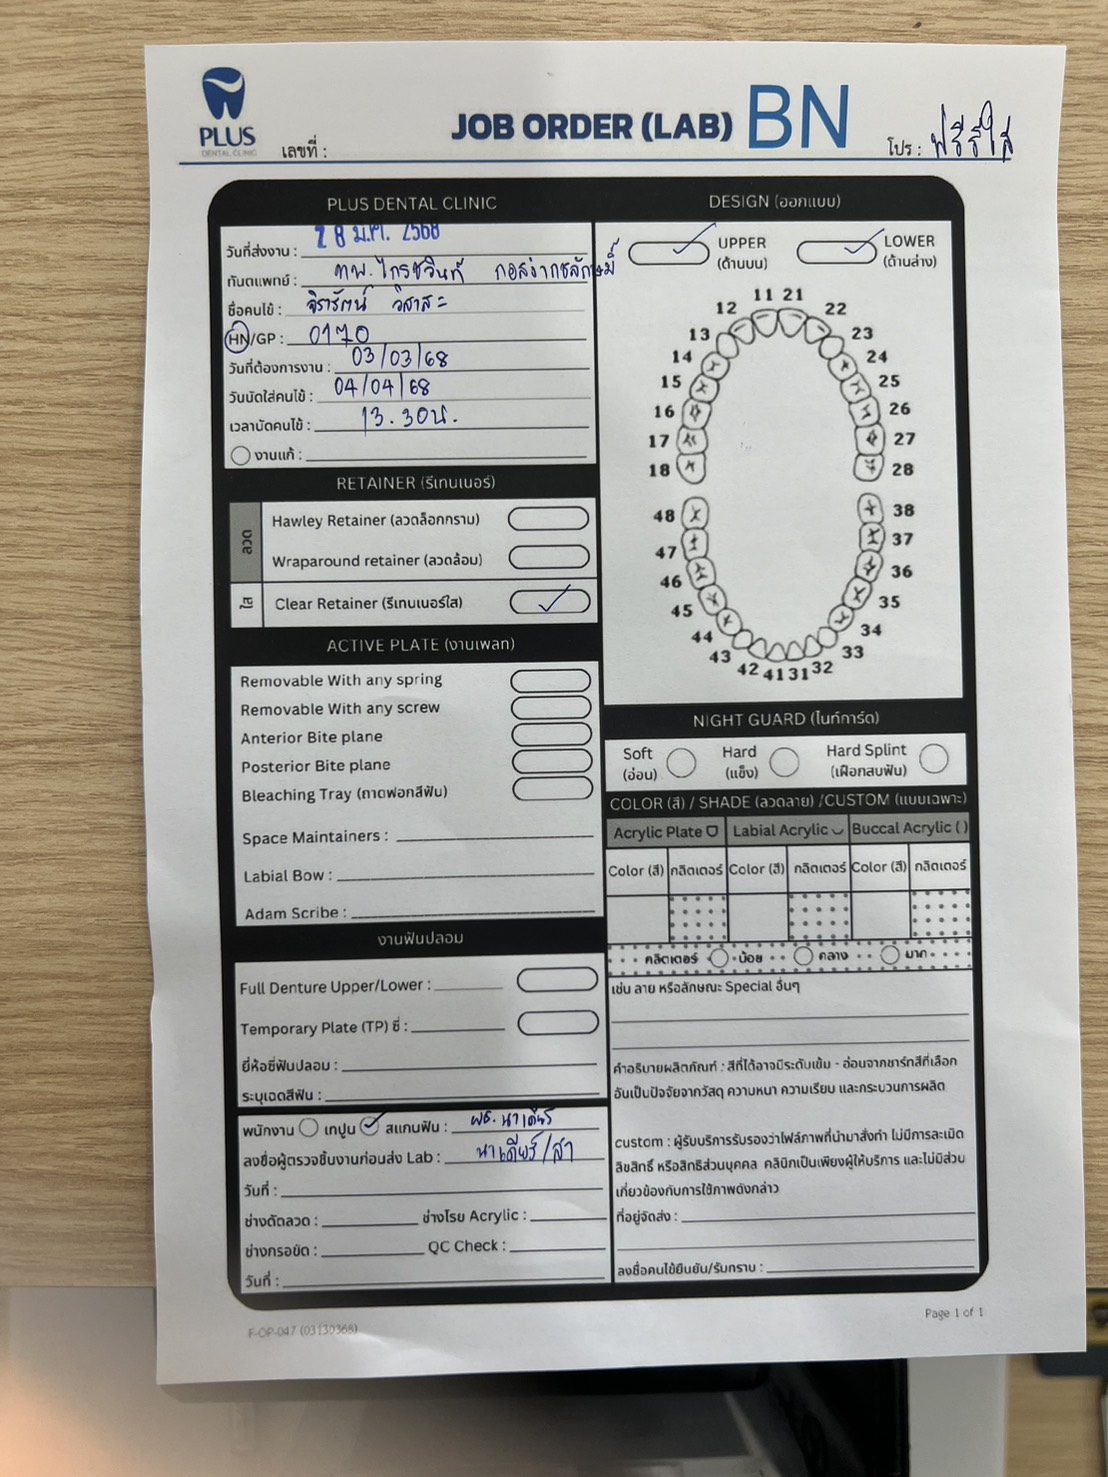 PLUS
DENTAL CLINIC
เลขที่ :
JOB ORDER (LAB) BN
โปร : ฟรีรีใส
PLUS DENTAL CLINIC
วันที่ส่งงาน : 28 มี.ค. 2568
ทันตแพทย์ : ทพ.
ชื่อคนไข้ : จิรารัตน์ วิสาสะ
HN/GP : 0170
วันที่ต้องการงาน : 03/03/68
วันนัดใส่คนไข้ : 04/04/68
เวลานัดคนไข้ : 13.30น.
งานแก้ :
RETAINER (รีเทนเนอร์)
ลวด
Hawley Retainer (ลวดล็อกกราม)
Wraparound retainer (ลวดล้อม)
ใส
Clear Retainer (รีเทนเนอร์ใส)
ACTIVE PLATE (งานเพลท)
Removable With any spring
Removable With any screw
Anterior Bite plane
Posterior Bite plane
Bleaching Tray (ถาดฟอกสีฟัน)
Space Maintainers :
Labial Bow :
Adam Scribe :
งานฟันปลอม
Full Denture Upper/Lower :
Temporary Plate (TP) ซี่ :
ยี่ห้อซี่ฟันปลอม :
ระบุเฉดสีฟัน :
พนักงาน เทปูน สแกนฟัน : ผช. นาเดียร์
ลงชื่อผู้ตรวจชิ้นงานก่อนส่ง Lab : นาเดียร์/สา
วันที่ :
ช่างดัดลวด : ช่างโรย Acrylic :
ช่างกรอขัด : QC Check :
วันที่ :
DESIGN (ออกแบบ)
UPPER LOWER
(ด้านบน) (ด้านล่าง)
11 21
12 22
13 23
14 24
15 25
16 26
17 27
18 28
48 38
47 37
46 36
45 35
44 34
43 33
42 41 31 32
NIGHT GUARD (ไนท์การ์ด)
Soft Hard Hard Splint
(อ่อน) (แข็ง) (เฝือกสบฟัน)
COLOR (สี) / SHADE (ลวดลาย) /CUSTOM (แบบเฉพาะ)
Acrylic Plate Labial Acrylic Buccal Acrylic ( )
Color (สี) กลิตเตอร์ Color (สี) กลิตเตอร์ Color (สี) กลิตเตอร์
กลิตเตอร์ น้อย กลาง มาก
เช่น ลาย หรือลักษณะ Special อื่นๆ
คำอธิบายผลิตภัณฑ์ : สีที่ได้อาจมีระดับเข้ม - อ่อนจากชาร์ทสีที่เลือก
อันเป็นปัจจัยจากวัสดุ ความหนา ความเรียบ และกระบวนการผลิต
custom : ผู้รับบริการรับรองว่าไฟล์ภาพที่นำมาสั่งทำ ไม่มีการละเมิด
ลิขสิทธิ์ หรือสิทธิส่วนบุคคล คลินิกเป็นเพียงผู้ให้บริการ และไม่มีส่วน
เกี่ยวข้องกับการใช้ภาพดังกล่าว
ที่อยู่จัดส่ง :
ลงชื่อคนไข้ยืนยัน/รับทราบ :
F-OP-047 (03130368)
Page 1 of 1